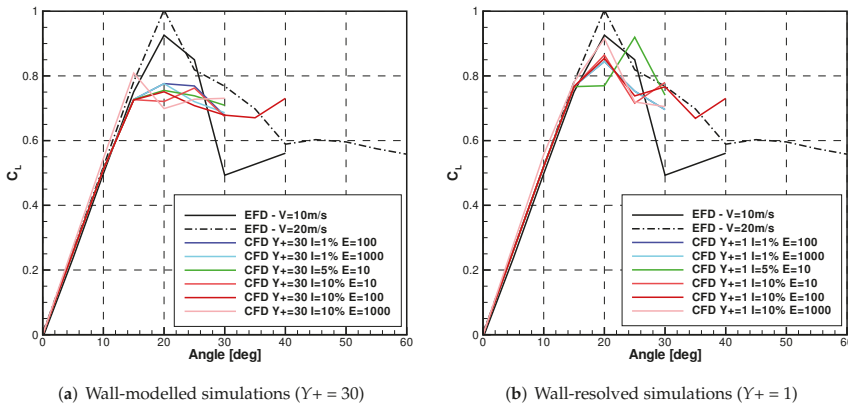 1
0.8
0.6
0.4
0.2
0
C_L
0 10 20 30 40 50 60
Angle [deg]
EFD - V=10m/s
EFD - V=20m/s
CFD Y+=30 I=1% E=100
CFD Y+=30 I=1% E=1000
CFD Y+=30 I=5% E=10
CFD Y+=30 I=10% E=10
CFD Y+=30 I=10% E=100
CFD Y+=30 I=10% E=1000
(a) Wall-modelled simulations (Y+ = 30)
1
0.8
0.6
0.4
0.2
0
C_L
0 10 20 30 40 50 60
Angle [deg]
EFD - V=10m/s
EFD - V=20m/s
CFD Y+=1 I=1% E=100
CFD Y+=1 I=1% E=1000
CFD Y+=1 I=5% E=10
CFD Y+=1 I=10% E=10
CFD Y+=1 I=10% E=100
CFD Y+=1 I=10% E=1000
(b) Wall-resolved simulations (Y+ = 1)